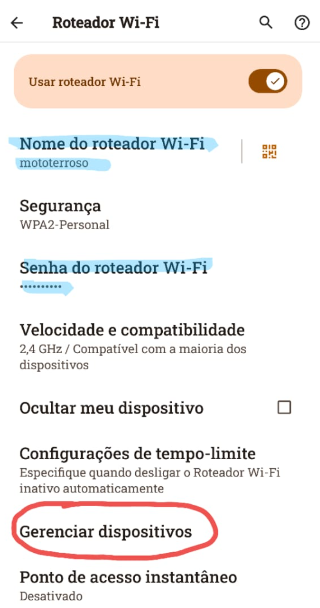 Roteador Wi-Fi
Usar roteador Wi-Fi
Nome do roteador Wi-Fi
mototerroso
Segurança
WPA2-Personal
Senha do roteador Wi-Fi
••••••••••
Velocidade e compatibilidade
2,4 GHz / Compatível com a maioria dos
dispositivos
Ocultar meu dispositivo
Configurações de tempo-limite
Especifique quando desligar o Roteador Wi-Fi
inativo automaticamente
Gerenciar dispositivos
Ponto de acesso instantâneo
Desativado